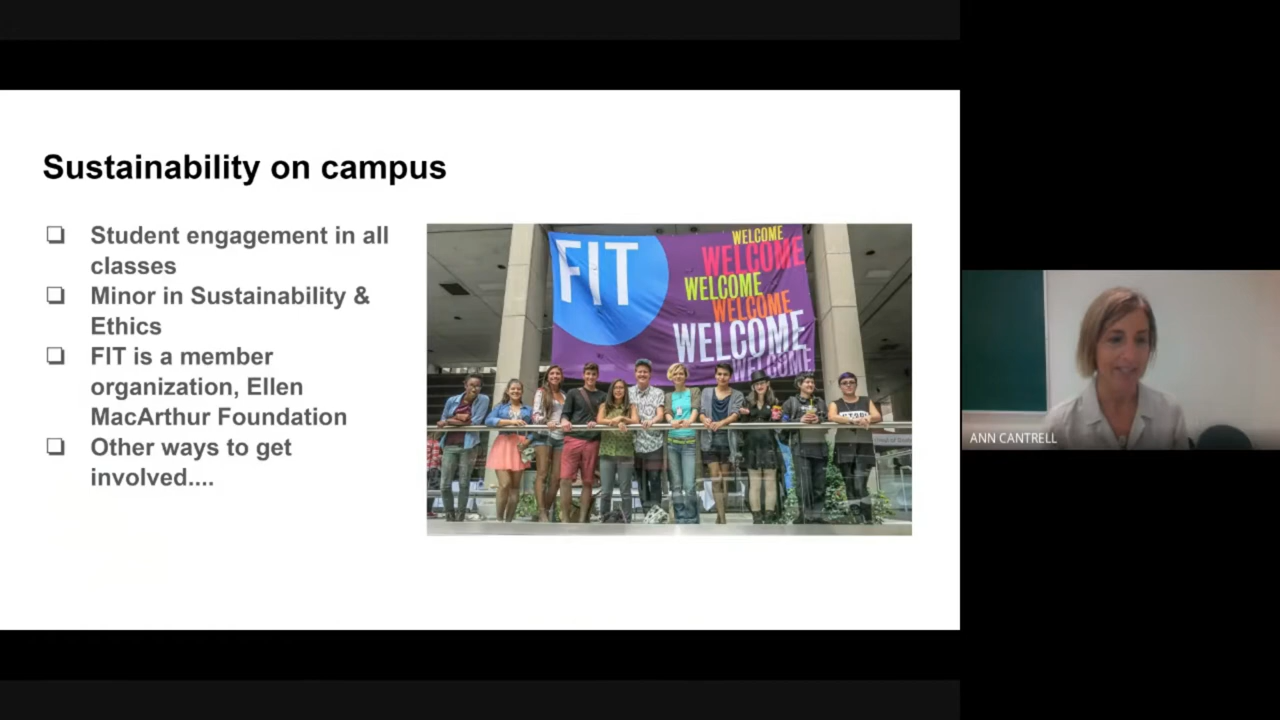 Sustainability on campus
❏ Student engagement in all
classes
❏ Minor in Sustainability &
Ethics
❏ FIT is a member
organization, Ellen
MacArthur Foundation
❏ Other ways to get
involved....
FIT
WELCOME
WELCOME
WELCOME
WELCOME
WELCOME
WELCOME
ANN CANTRELL